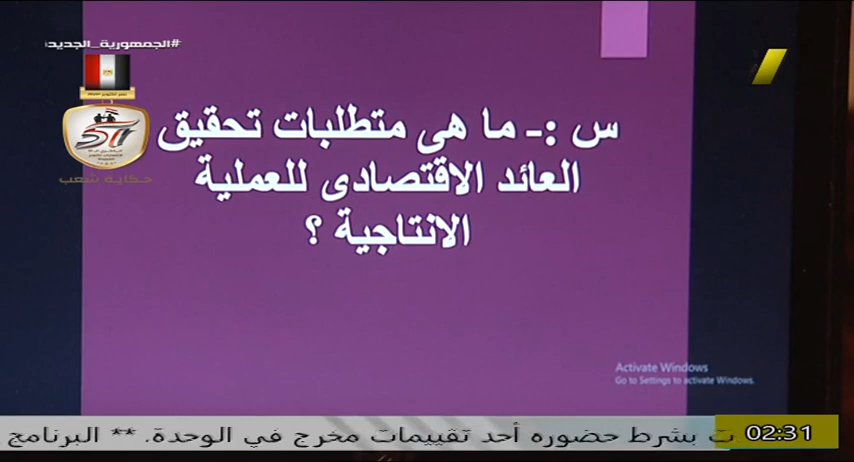 #الجمهورية_الجديدة
س :- ما هى متطلبات تحقيق
العائد الاقتصادى للعملية
الانتاجية ؟
حكاية شعب
Activate Windows
Go to Settings to activate Windows.
بشرط حضوره أحد تقييمات مخرج في الوحدة. ** البرنامج
02:31